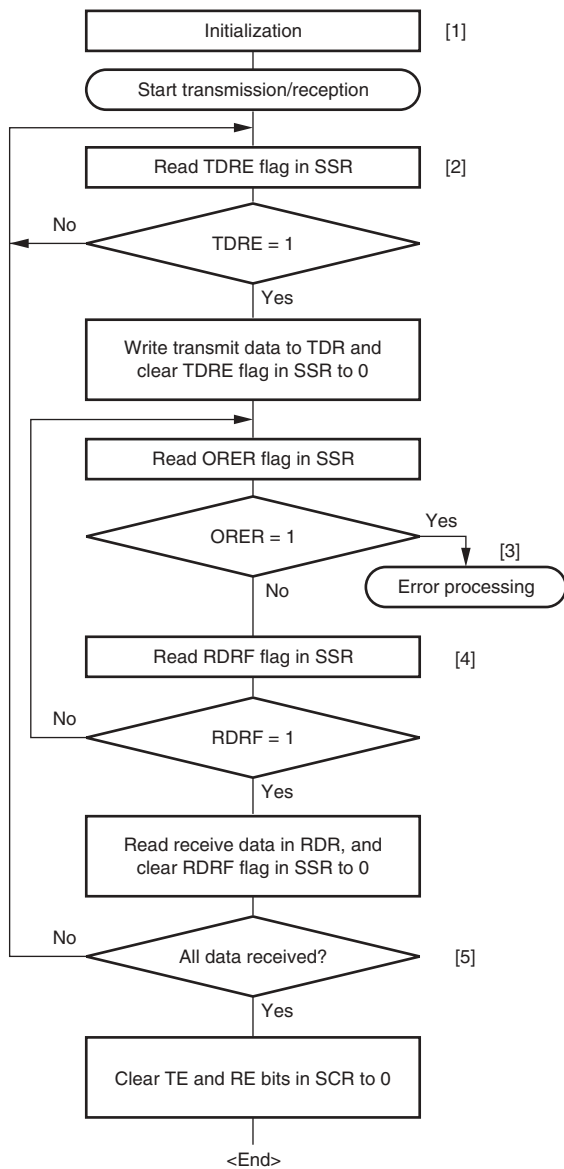 Initialization [1]
Start transmission/reception
Read TDRE flag in SSR [2]
No
TDRE = 1
Yes
Write transmit data to TDR and
clear TDRE flag in SSR to 0
Read ORER flag in SSR
ORER = 1
Yes
[3]
Error processing
No
Read RDRF flag in SSR [4]
No
RDRF = 1
Yes
Read receive data in RDR, and
clear RDRF flag in SSR to 0
No
All data received? [5]
Yes
Clear TE and RE bits in SCR to 0
<End>